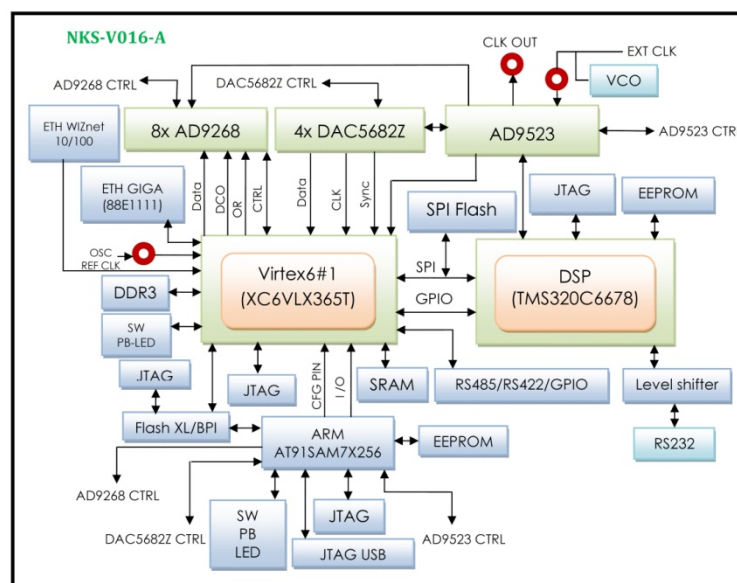 NKS-V016-A
CLK OUT
EXT CLK
VCO
AD9268 CTRL
DAC5682Z CTRL
ETH WIZnet
10/100
8x AD9268
4x DAC5682Z
AD9523
AD9523 CTRL
ETH GIGA
(88E1111)
Data
DCO
OR
CTRL
Data
CLK
Sync
SPI Flash
JTAG
EEPROM
OSC
REF CLK
Virtex6#1
(XC6VLX365T)
SPI
GPIO
DSP
(TMS320C6678)
DDR3
SW
PB-LED
JTAG
JTAG
CFG PIN
I/O
SRAM
RS485/RS422/GPIO
Level shifter
Flash XL/BPI
ARM
AT91SAM7X256
EEPROM
RS232
AD9268 CTRL
DAC5682Z CTRL
SW
PB
LED
JTAG
JTAG USB
AD9523 CTRL